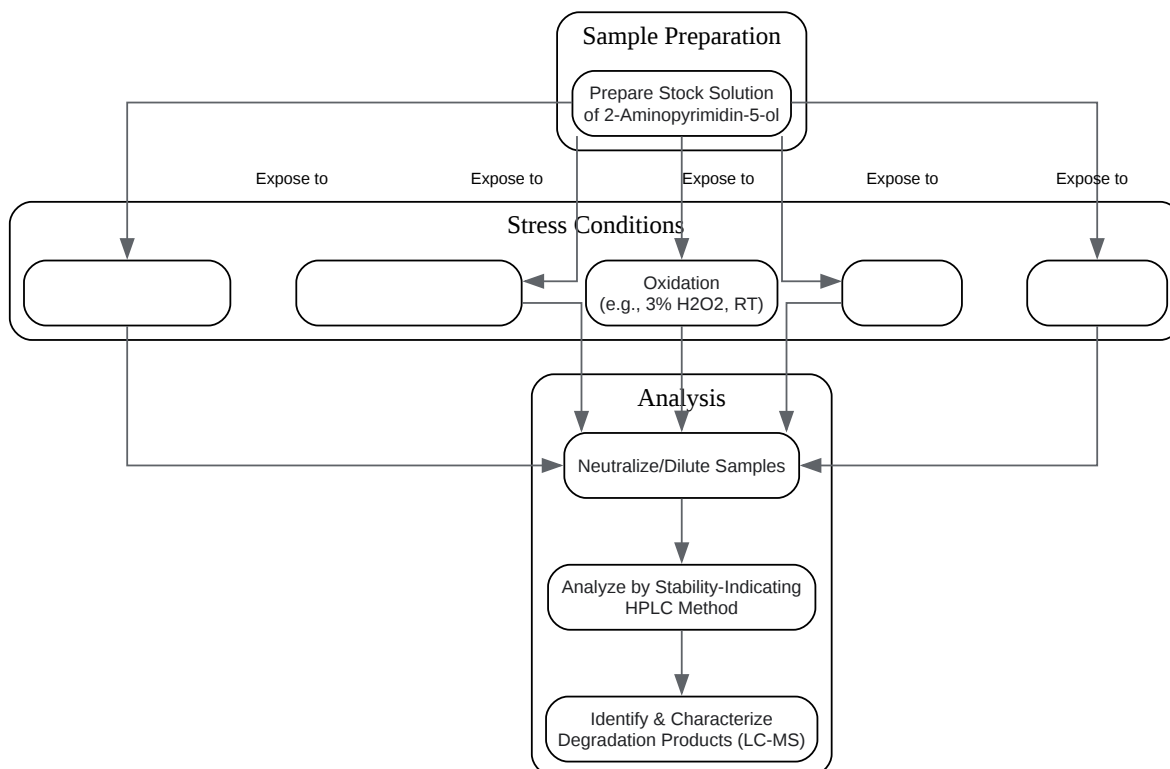 Sample Preparation
Prepare Stock Solution
of 2-Aminopyrimidin-5-ol
Expose to
Expose to
Expose to
Expose to
Expose to
Stress Conditions
Oxidation
(e.g., 3% H2O2, RT)
Analysis
Neutralize/Dilute Samples
Analyze by Stability-Indicating
HPLC Method
Identify & Characterize
Degradation Products (LC-MS)